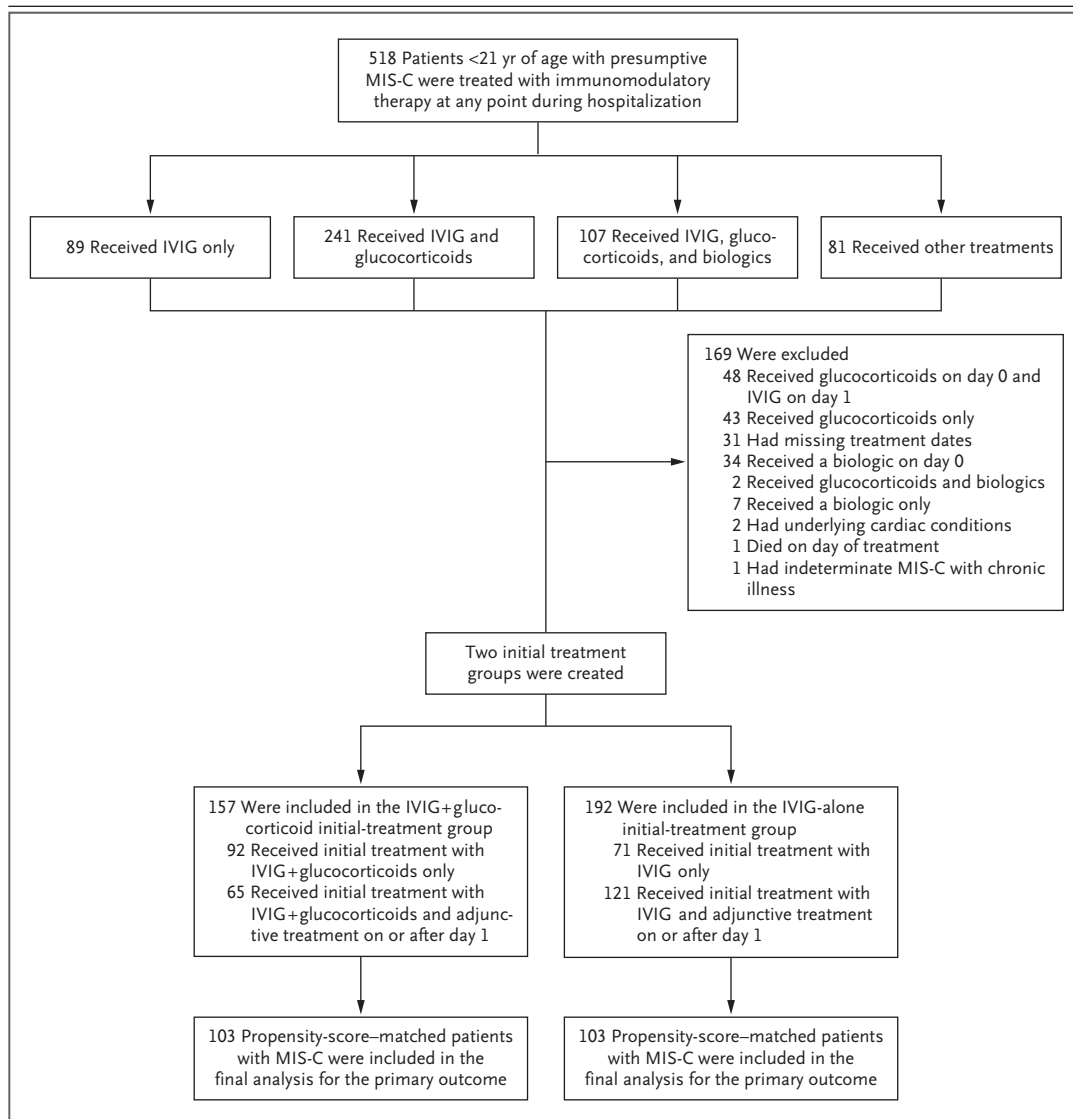 518 Patients <21 yr of age with presumptive
MIS-C were treated with immunomodulatory
therapy at any point during hospitalization
89 Received IVIG only
241 Received IVIG and
glucocorticoids
107 Received IVIG, gluco-
corticoids, and biologics
81 Received other treatments
169 Were excluded
48 Received glucocorticoids on day 0 and
IVIG on day 1
43 Received glucocorticoids only
31 Had missing treatment dates
34 Received a biologic on day 0
2 Received glucocorticoids and biologics
7 Received a biologic only
2 Had underlying cardiac conditions
1 Died on day of treatment
1 Had indeterminate MIS-C with chronic
illness
Two initial treatment
groups were created
157 Were included in the IVIG+gluco-
corticoid initial-treatment group
92 Received initial treatment with
IVIG+glucocorticoids only
65 Received initial treatment with
IVIG+glucocorticoids and adjunc-
tive treatment on or after day 1
192 Were included in the IVIG-alone
initial-treatment group
71 Received initial treatment with
IVIG only
121 Received initial treatment with
IVIG and adjunctive treatment
on or after day 1
103 Propensity-score–matched patients
with MIS-C were included in the
final analysis for the primary outcome
103 Propensity-score–matched patients
with MIS-C were included in the
final analysis for the primary outcome